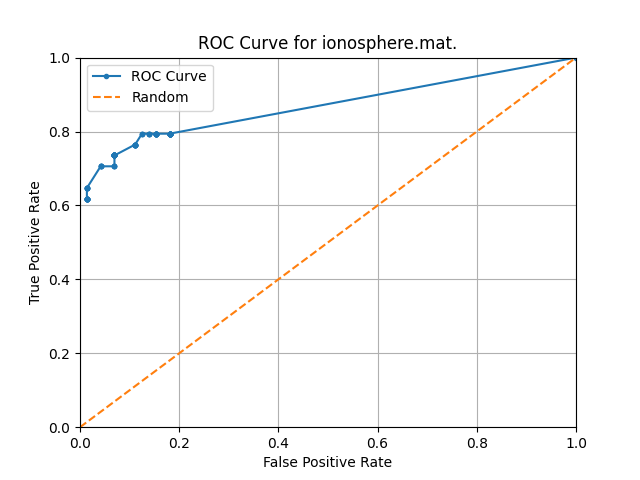 ROC Curve for ionosphere.mat.
ROC Curve
Random
True Positive Rate
1.0
0.8
0.6
0.4
0.2
0.0
0.0 0.2 0.4 0.6 0.8 1.0
False Positive Rate